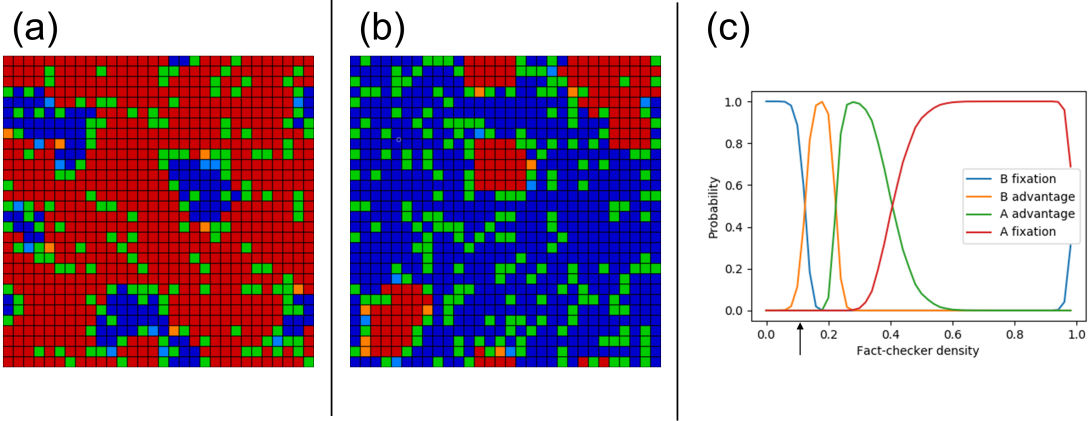 (a)
(b)
(c)
1.0
0.8
0.6
0.4
0.2
0.0
Probability
B fixation
B advantage
A advantage
A fixation
0.0 0.2 0.4 0.6 0.8 1.0
Fact-checker density